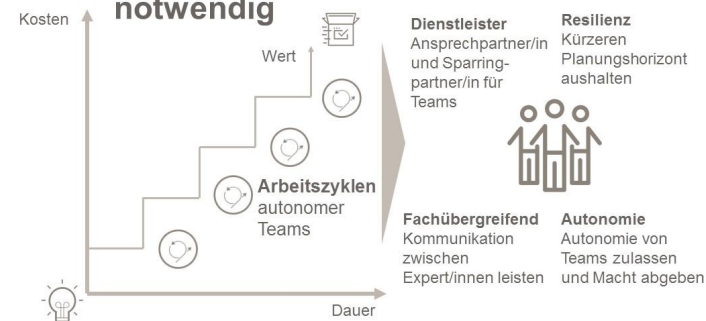 notwendig
Kosten
Wert
Arbeitszyklen
autonomer
Teams
Dauer
Dienstleister
Ansprechpartner/in
und Sparring-
partner/in für
Teams
Resilienz
Kürzeren
Planungshorizont
aushalten
Fachübergreifend
Kommunikation
zwischen
Expert/innen leisten
Autonomie
Autonomie von
Teams zulassen
und Macht abgeben